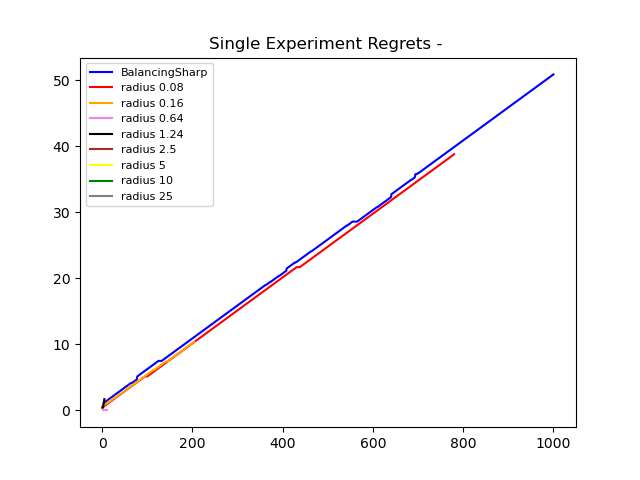 Single Experiment Regrets -
BalancingSharp
radius 0.08
radius 0.16
radius 0.64
radius 1.24
radius 2.5
radius 5
radius 10
radius 25
50
40
30
20
10
0
0 200 400 600 800 1000